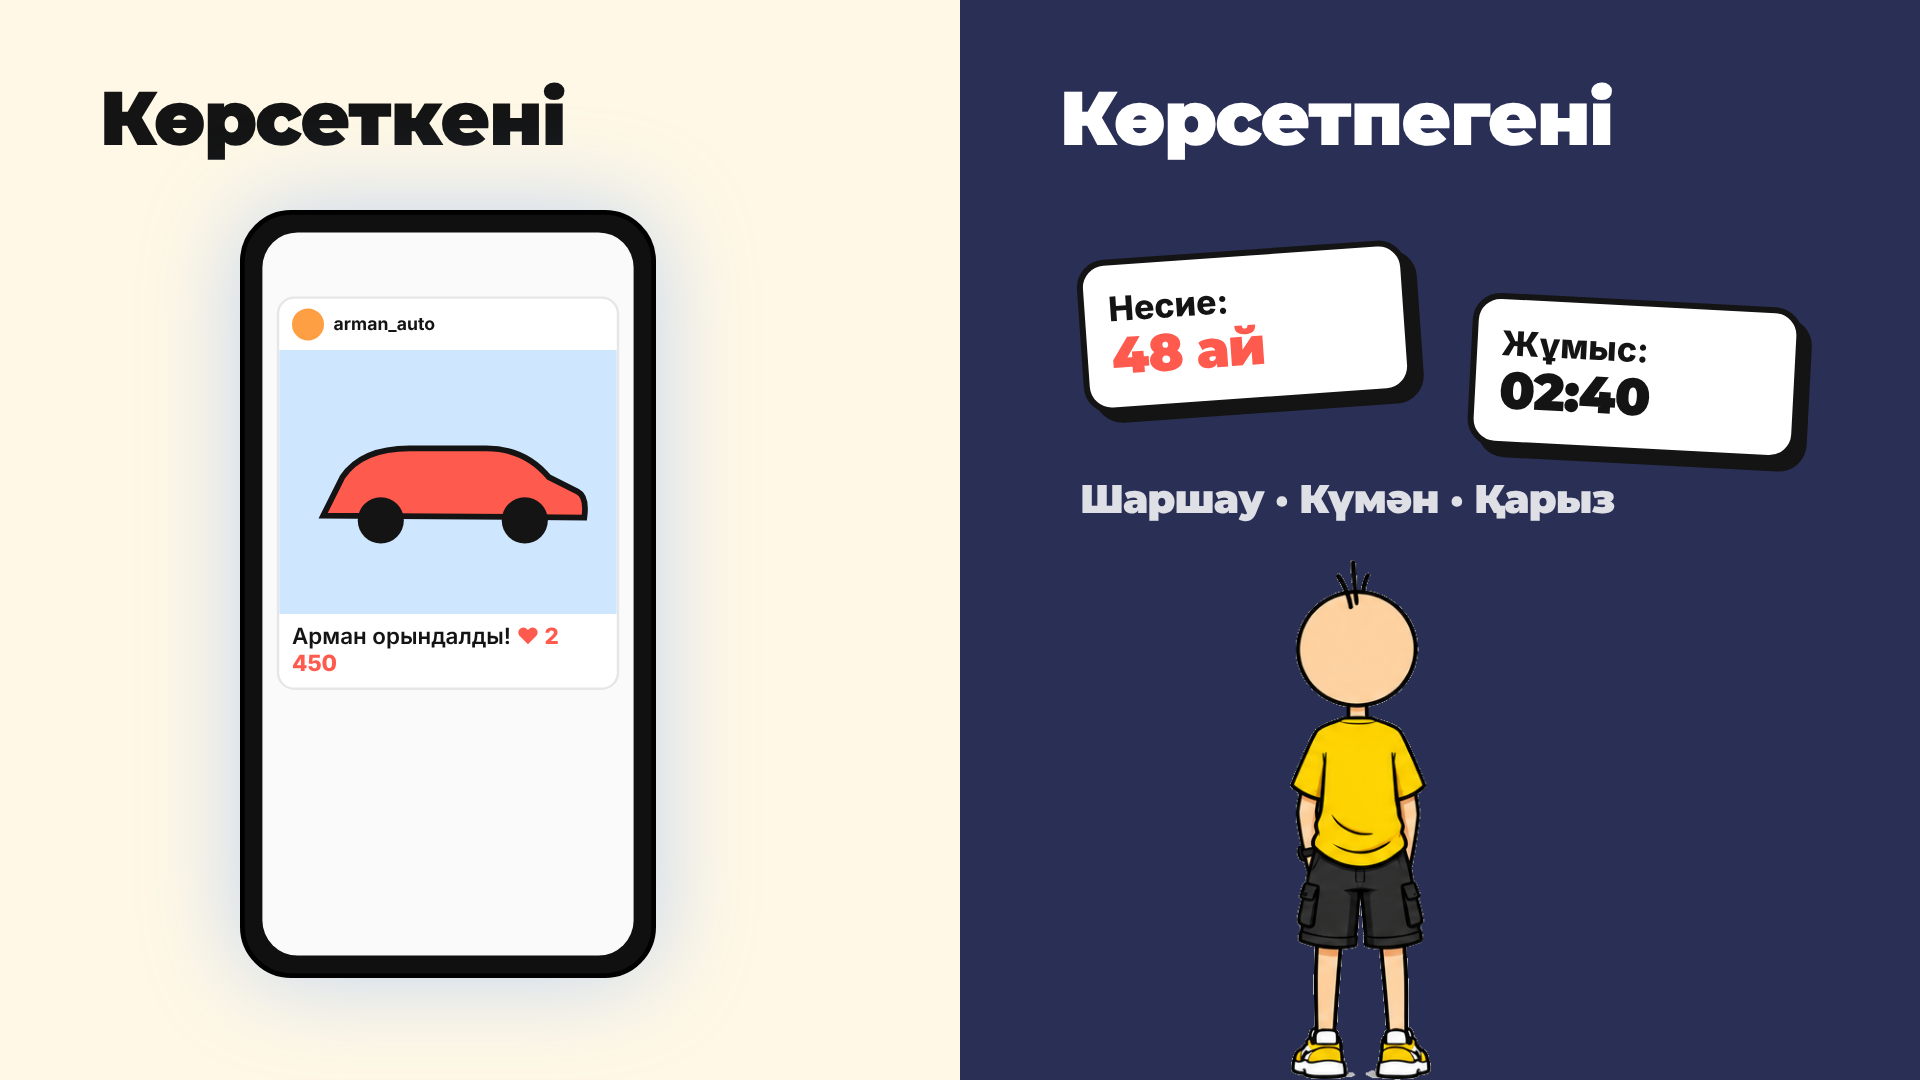 Көрсеткені
arman_auto
Арман орындалды! ❤ 2
450
Көрсетпегені
Несие:
48 ай
Жұмыс:
02:40
Шаршау • Күмән • Қарыз